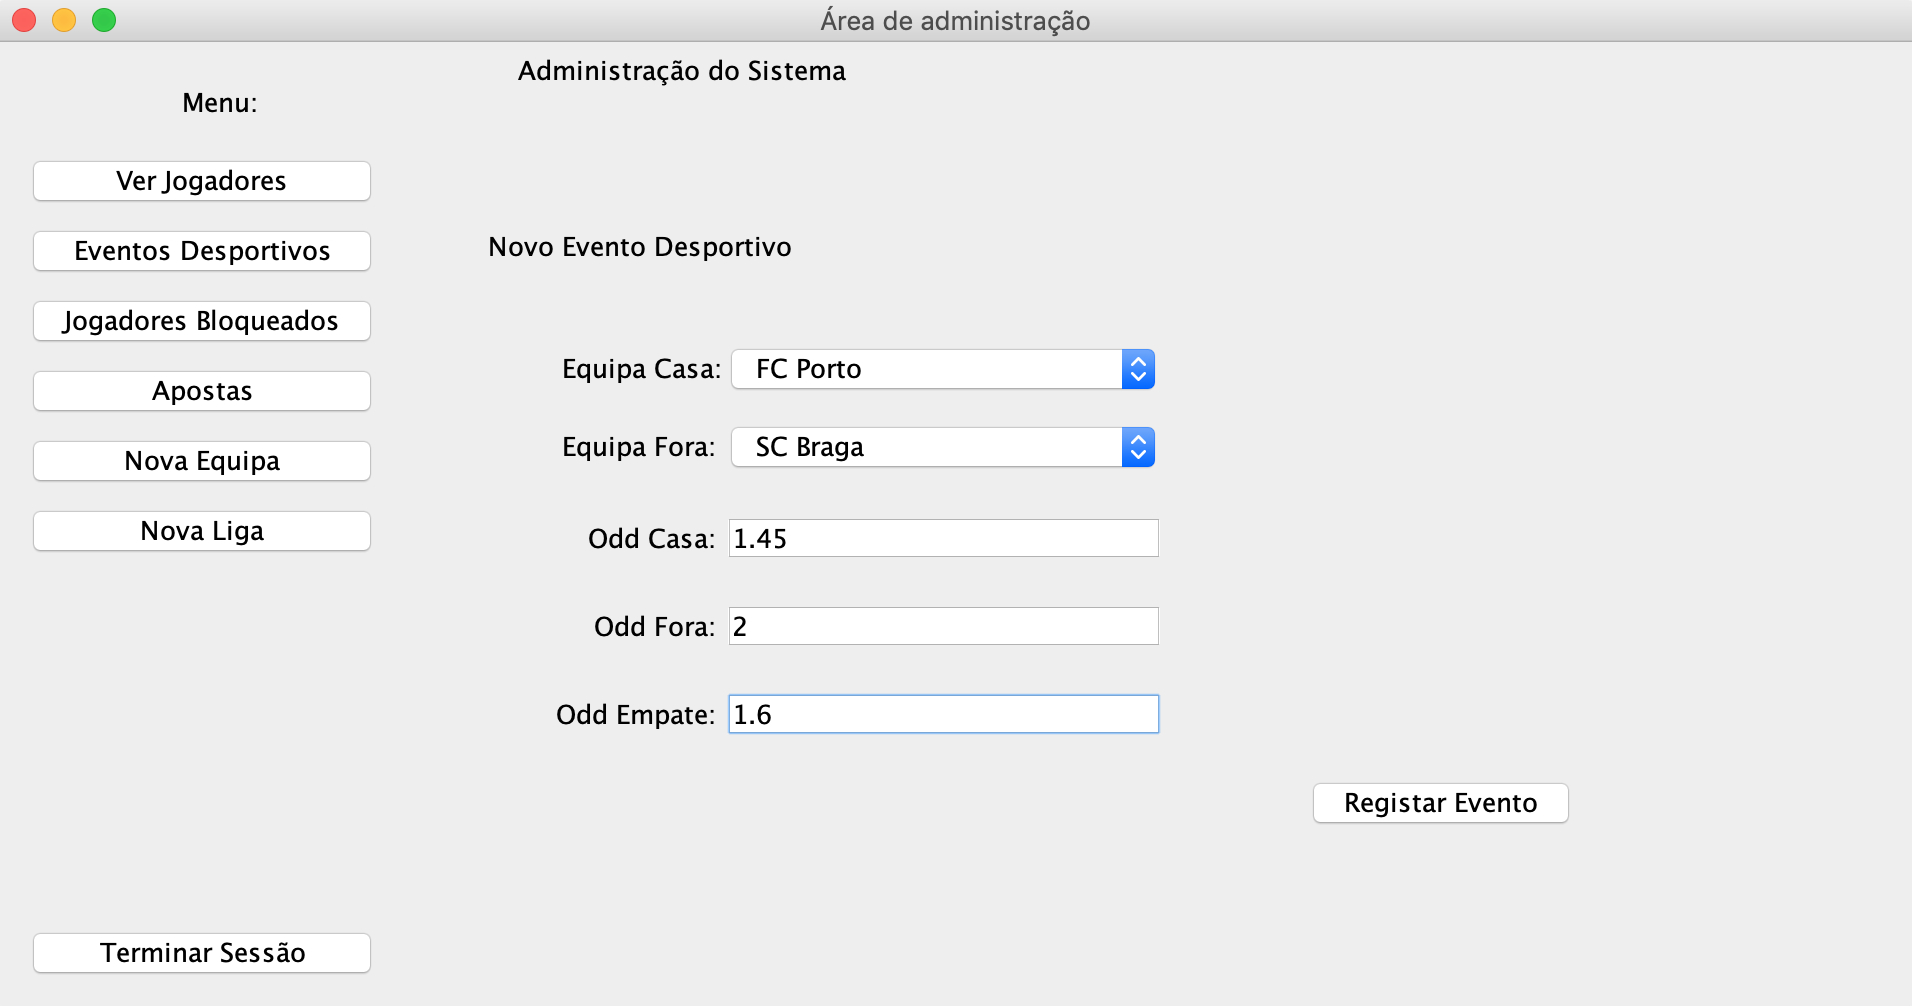 Área de administração
Administração do Sistema
Menu:
Ver Jogadores
Eventos Desportivos
Jogadores Bloqueados
Apostas
Nova Equipa
Nova Liga
Terminar Sessão
Novo Evento Desportivo
Equipa Casa: FC Porto
Equipa Fora: SC Braga
Odd Casa: 1.45
Odd Fora: 2
Odd Empate: 1.6
Registar Evento